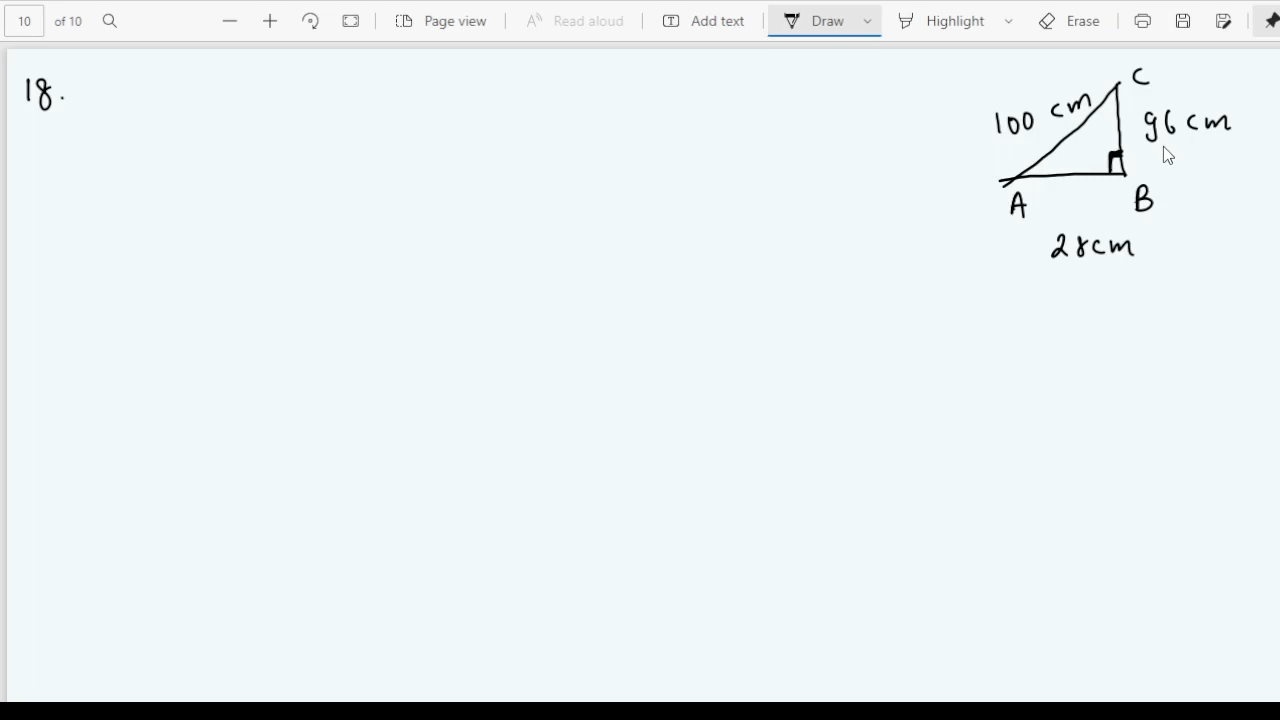 10 of 10 Page view Read aloud Add text Draw Highlight Erase
18.
C
100 cm
96 cm
A
B
28cm